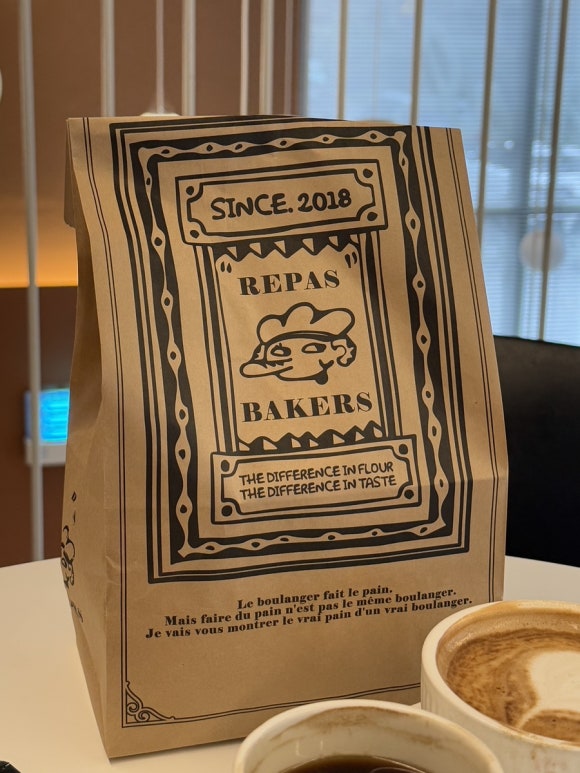 SINCE. 2018
"REPAS"
BAKERS
THE DIFFERENCE IN FLOUR
THE DIFFERENCE IN TASTE
Le boulanger fait le pain.
Mais faire du pain n'est pas le même boulanger.
Je vais vous montrer le vrai pain d'un vrai boulanger.